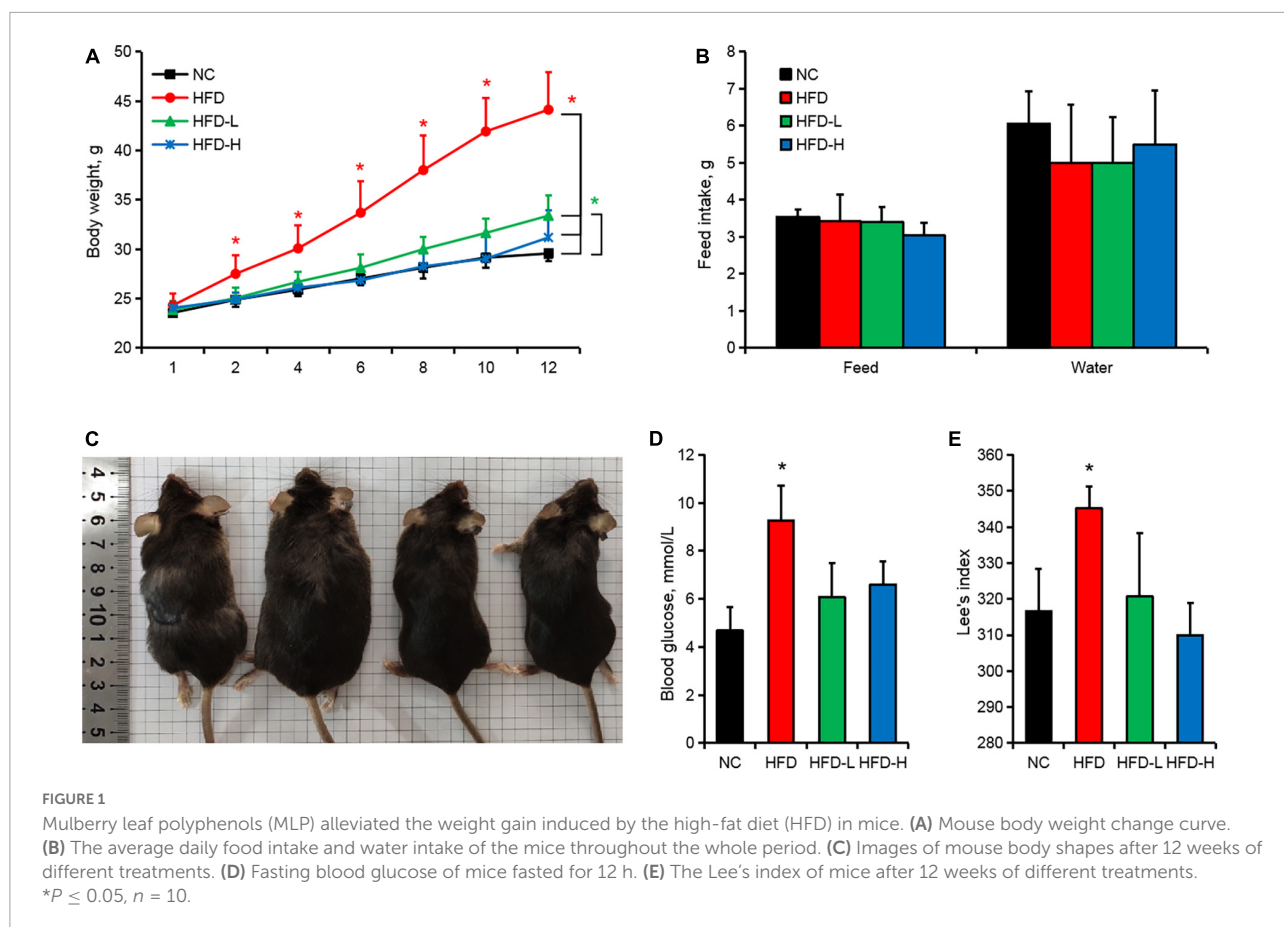 A
50
45
40
35
30
25
20
Body weight, g
NC
HFD
HFD-L
HFD-H
*
*
*
*
*
*
*
1 2 4 6 8 10 12
B
8
7
6
5
4
3
2
1
0
Feed intake, g
NC
HFD
HFD-L
HFD-H
Feed Water
C
4
5
6
7
8
9
10
1
2
3
4
5
D
12
10
8
6
4
2
0
Blood glucose, mmol/L
*
NC HFD HFD-L HFD-H
E
360
350
340
330
320
310
300
290
280
Lee's index
*
NC HFD HFD-L HFD-H
FIGURE 1
Mulberry leaf polyphenols (MLP) alleviated the weight gain induced by the high-fat diet (HFD) in mice. (A) Mouse body weight change curve.
(B) The average daily food intake and water intake of the mice throughout the whole period. (C) Images of mouse body shapes after 12 weeks of
different treatments. (D) Fasting blood glucose of mice fasted for 12 h. (E) The Lee's index of mice after 12 weeks of different treatments.
*P ≤ 0.05, n = 10.